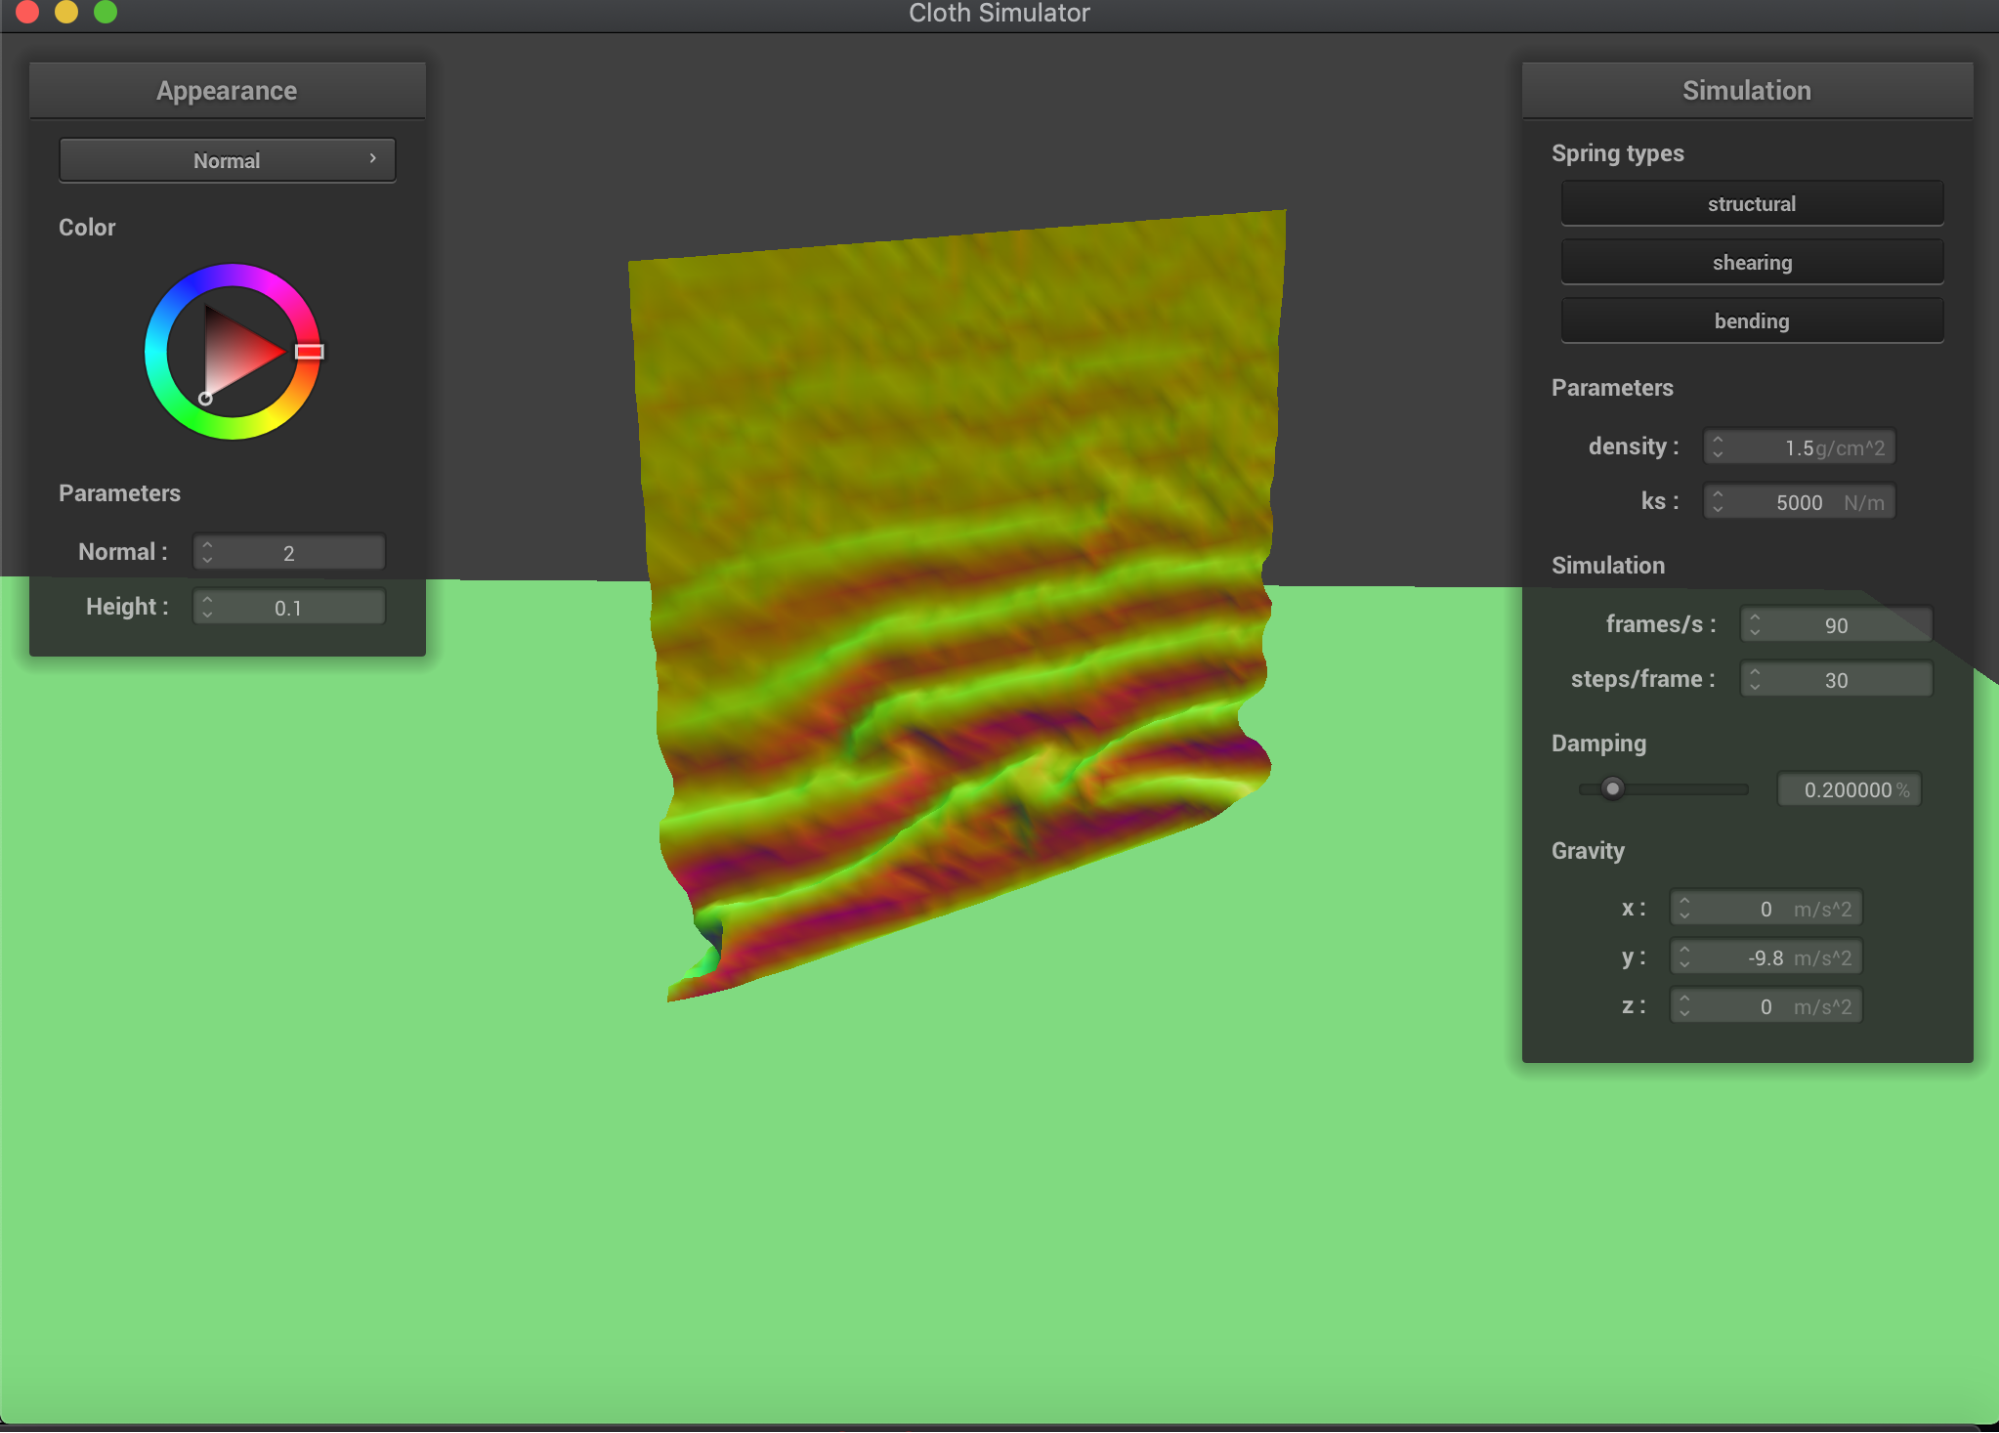 Cloth Simulator
Appearance
Normal
Color
Parameters
Normal : 2
Height : 0.1
Simulation
Spring types
structural
shearing
bending
Parameters
density : 1.5 g/cm^2
ks : 5000 N/m
Simulation
frames/s : 90
steps/frame : 30
Damping
0.200000 %
Gravity
x : 0 m/s^2
y : -9.8 m/s^2
z : 0 m/s^2